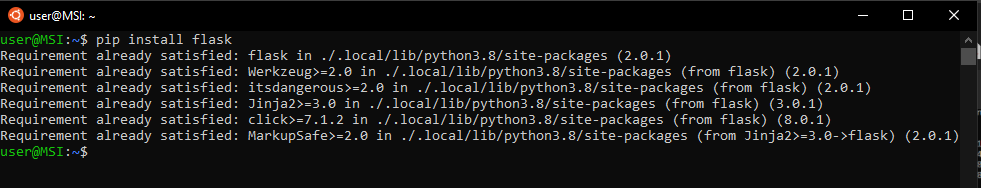 user@MSI: ~
user@MSI:~$ pip install flask
Requirement already satisfied: flask in ./.local/lib/python3.8/site-packages (2.0.1)
Requirement already satisfied: Werkzeug>=2.0 in ./.local/lib/python3.8/site-packages (from flask) (2.0.1)
Requirement already satisfied: itsdangerous>=2.0 in ./.local/lib/python3.8/site-packages (from flask) (2.0.1)
Requirement already satisfied: Jinja2>=3.0 in ./.local/lib/python3.8/site-packages (from flask) (3.0.1)
Requirement already satisfied: click>=7.1.2 in ./.local/lib/python3.8/site-packages (from flask) (8.0.1)
Requirement already satisfied: MarkupSafe>=2.0 in ./.local/lib/python3.8/site-packages (from Jinja2>=3.0->flask) (2.0.1)
user@MSI:~$